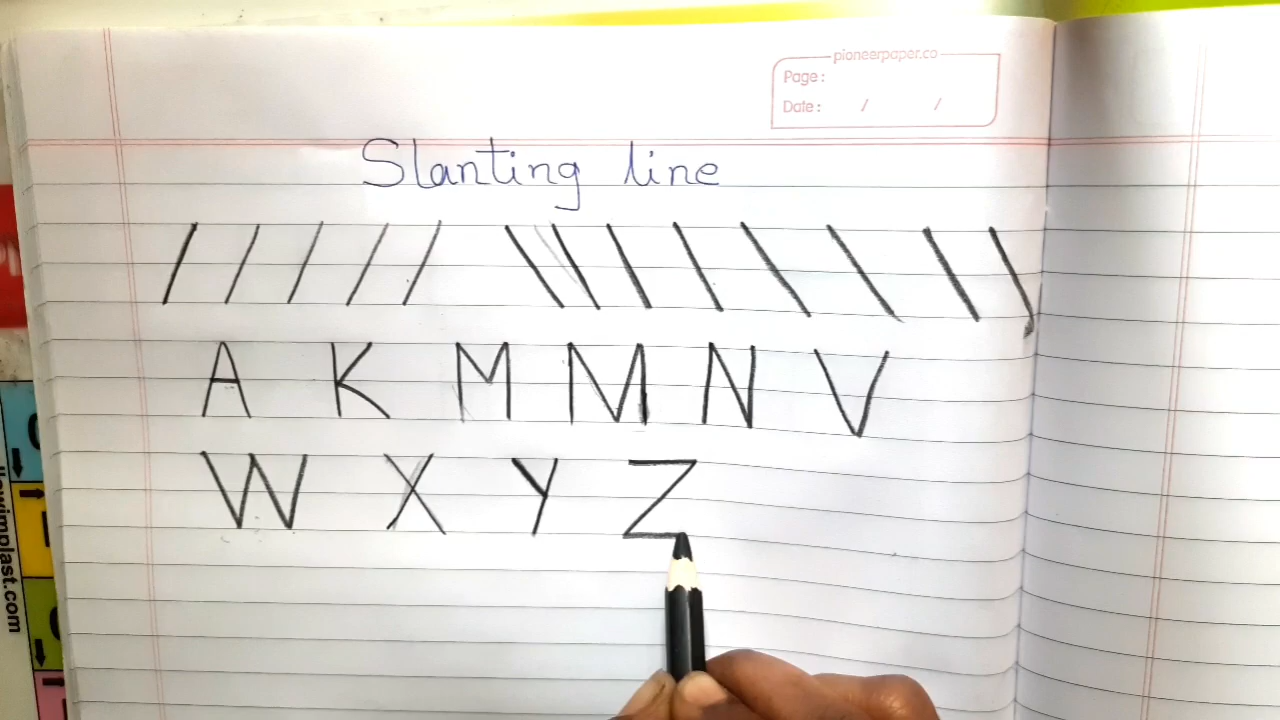 pioneerpaper.co
Page :
Date : / /
Slanting line
/ / / / / \ \ \ \ \ \ \ \
A K M M N V
W X Y Z